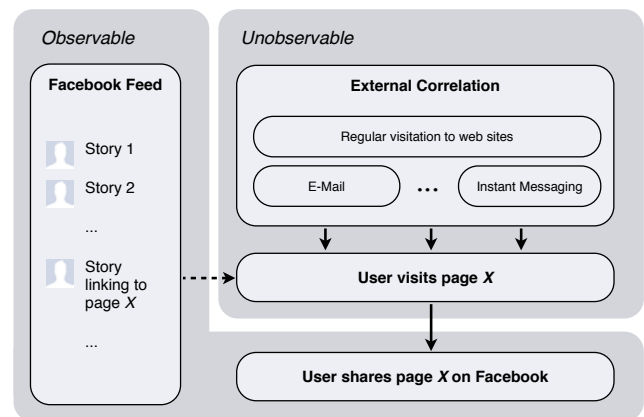 Observable
Facebook Feed
Story 1
Story 2
...
Story
linking to
page X
...
Unobservable
External Correlation
Regular visitation to web sites
E-Mail
...
Instant Messaging
User visits page X
User shares page X on Facebook